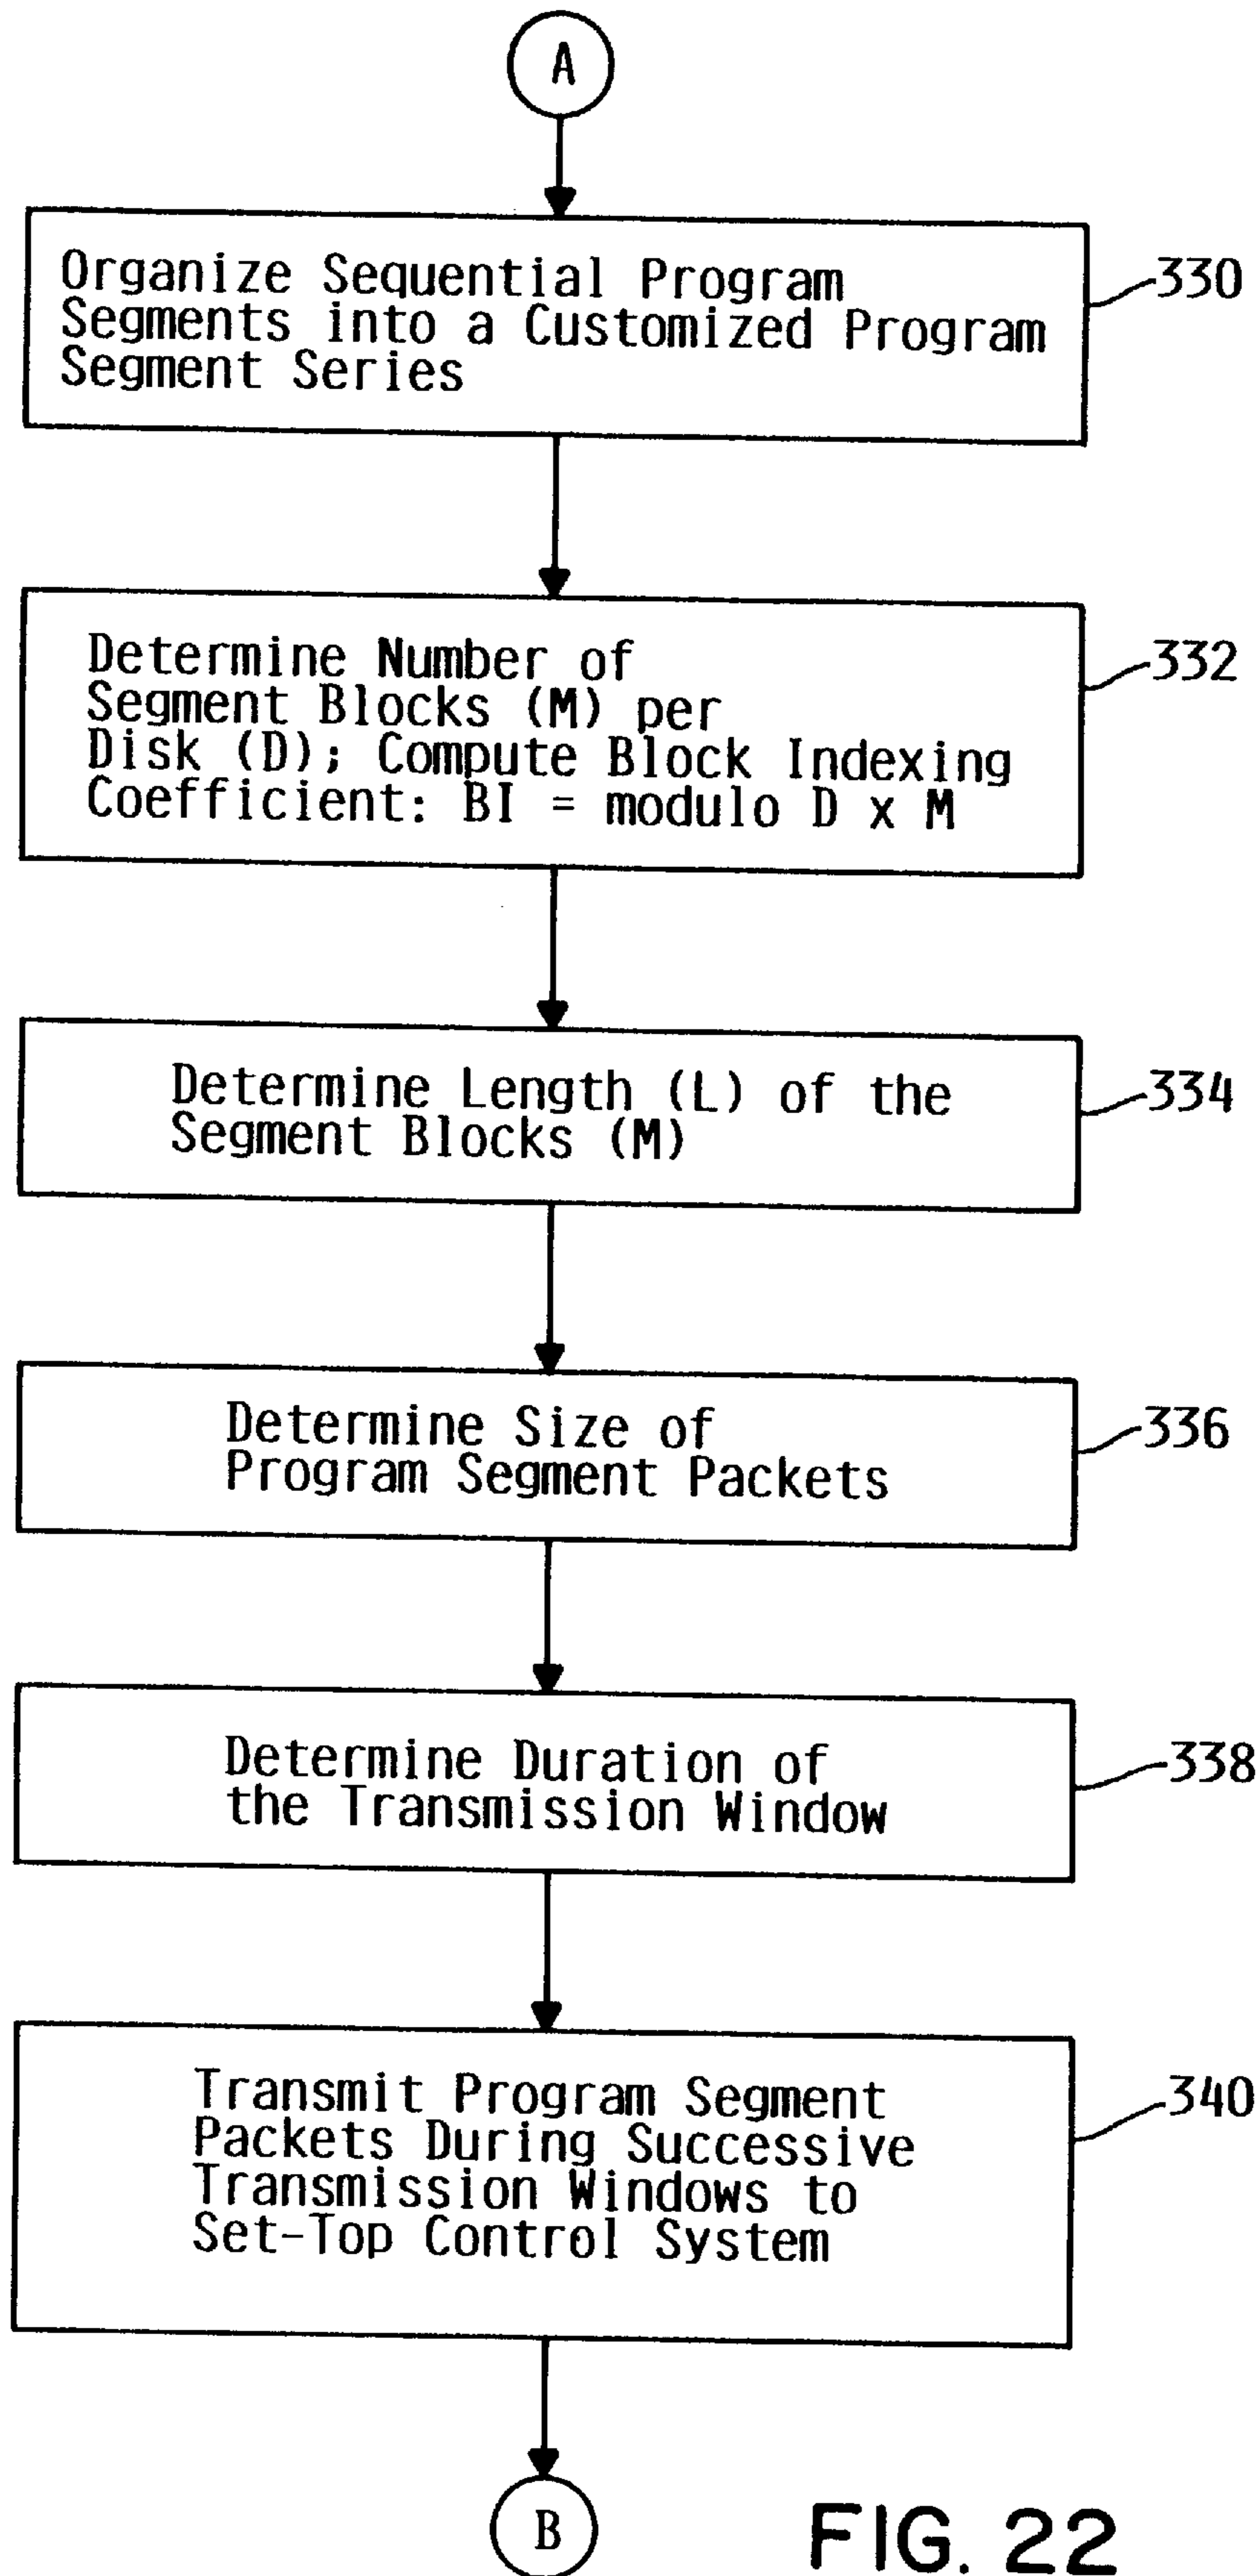 A
Organize Sequential Program
Segments into a Customized Program
Segment Series
330
Determine Number of
Segment Blocks (M) per
Disk (D); Compute Block Indexing
Coefficient: BI = modulo D x M
332
Determine Length (L) of the
Segment Blocks (M)
334
Determine Size of
Program Segment Packets
336
Determine Duration of
the Transmission Window
338
Transmit Program Segment
Packets During Successive
Transmission Windows to
Set-Top Control System
340
B
FIG. 22